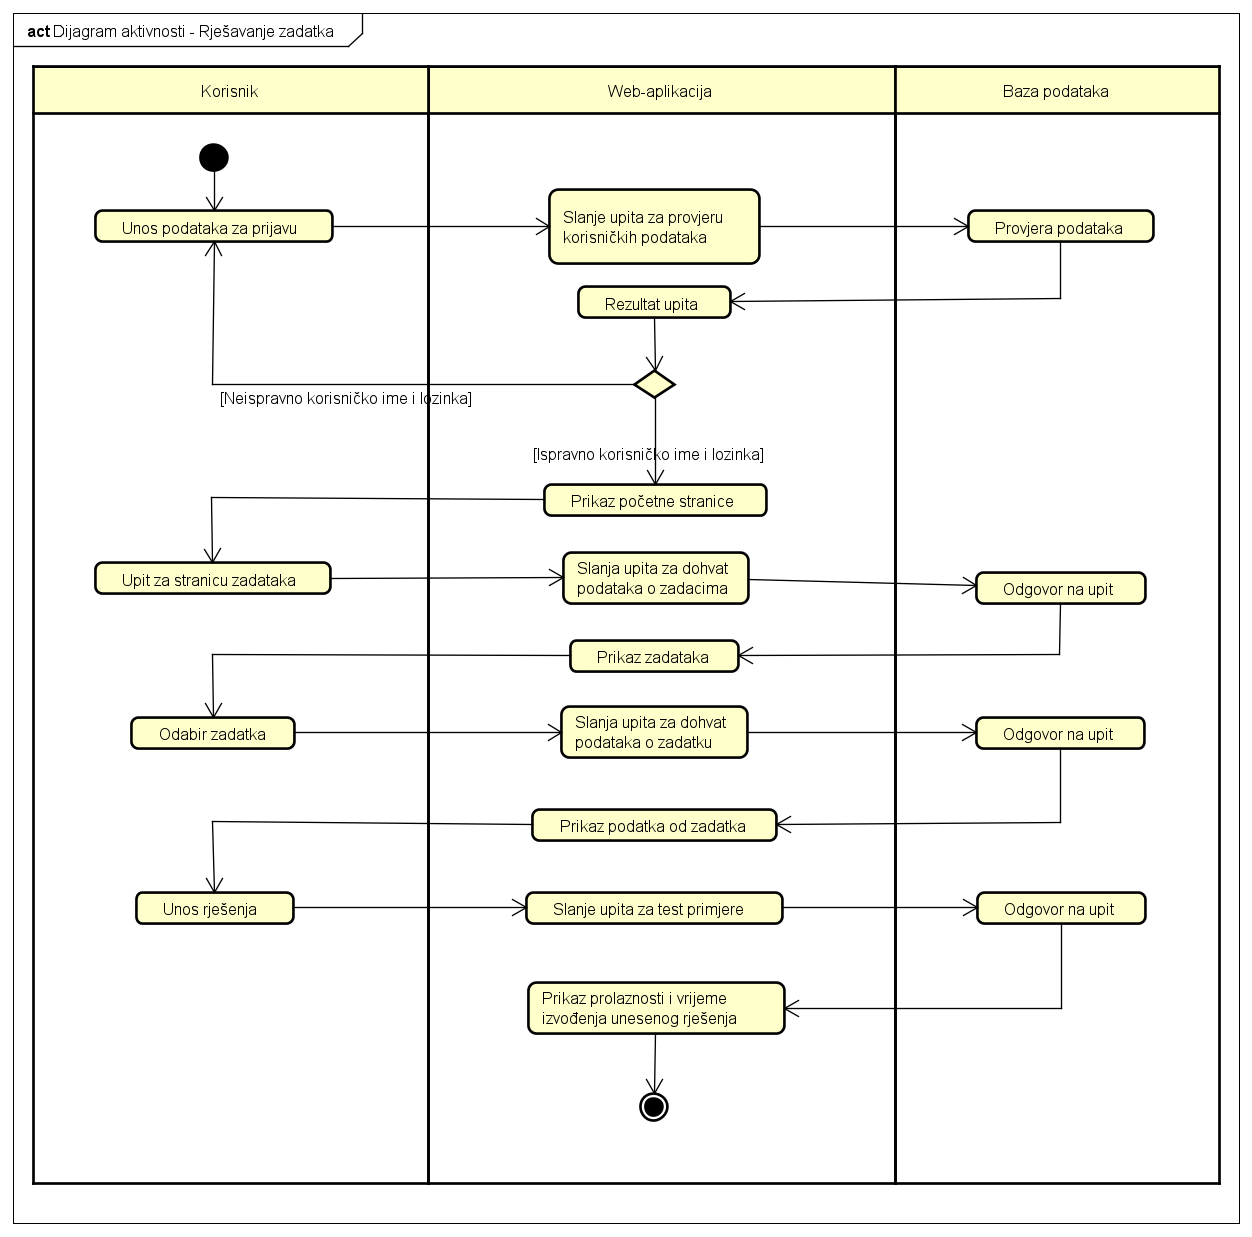 act Dijagram aktivnosti - Rješavanje zadatka
Korisnik
Web-aplikacija
Baza podataka
Unos podataka za prijavu
Slanje upita za provjeru
korisničkih podataka
Provjera podataka
Rezultat upita
[Neispravno korisničko ime i lozinka]
[Ispravno korisničko ime i lozinka]
Prikaz početne stranice
Upit za stranicu zadataka
Slanja upita za dohvat
podataka o zadacima
Odgovor na upit
Prikaz zadataka
Odabir zadatka
Slanja upita za dohvat
podataka o zadatku
Odgovor na upit
Prikaz podatka od zadatka
Unos rješenja
Slanje upita za test primjere
Odgovor na upit
Prikaz prolaznosti i vrijeme
izvođenja unesenog rješenja